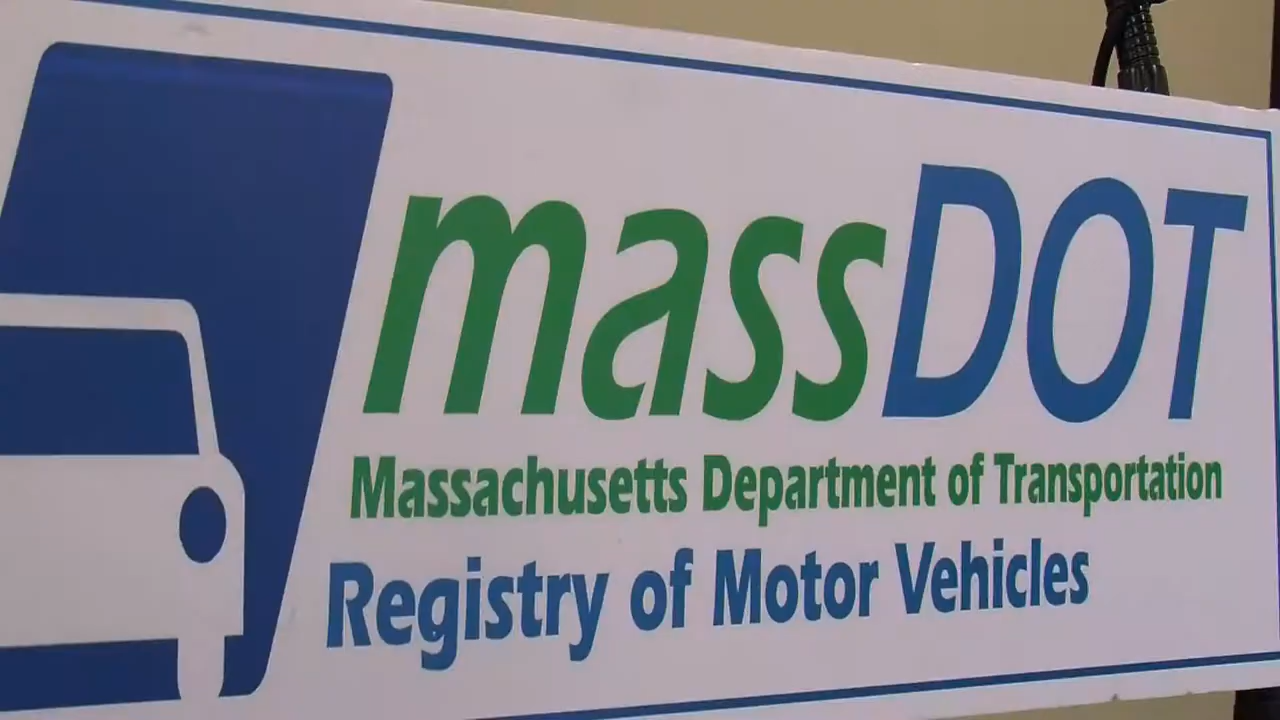 massDOT
Massachusetts Department of Transportation
Registry of Motor Vehicles